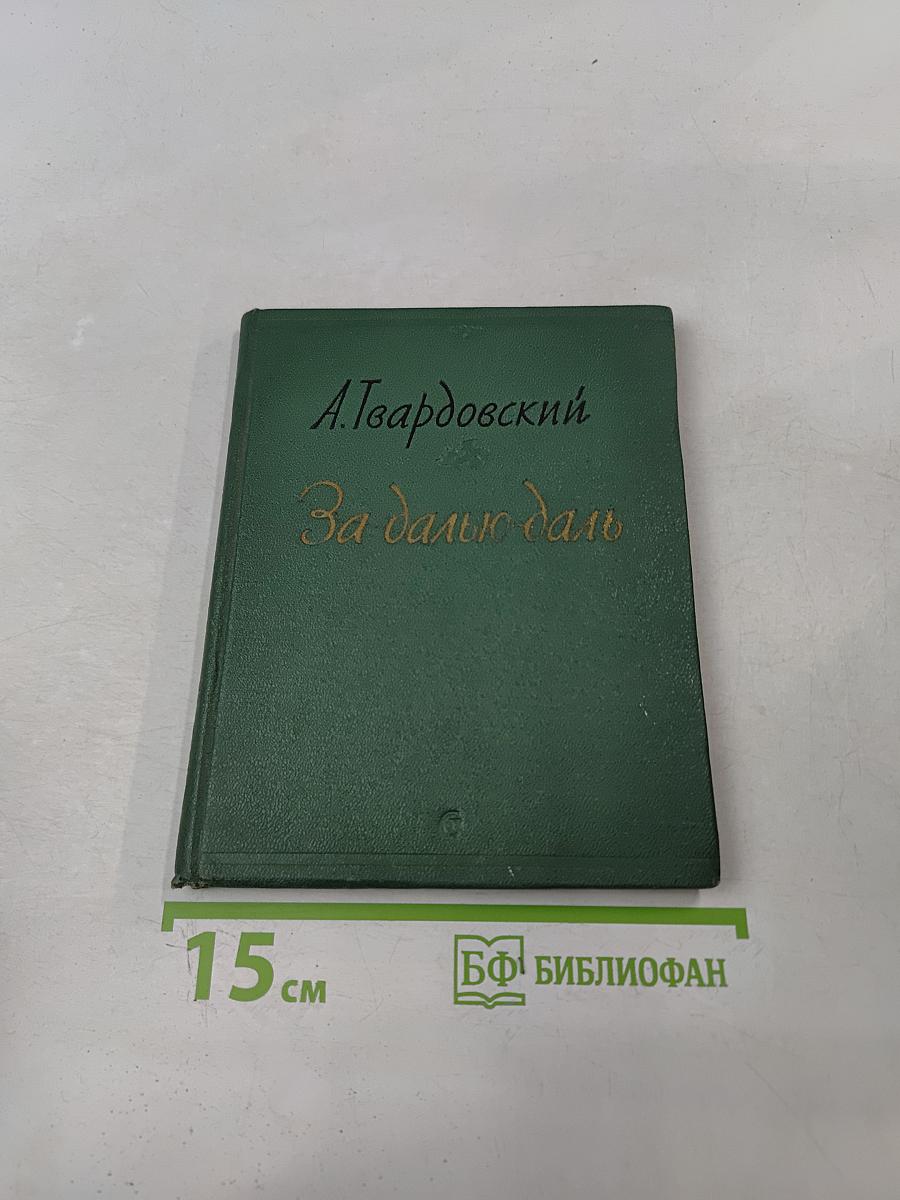 А. Твардовский
За далью-даль
15 см
БФ БИБЛИОФАН